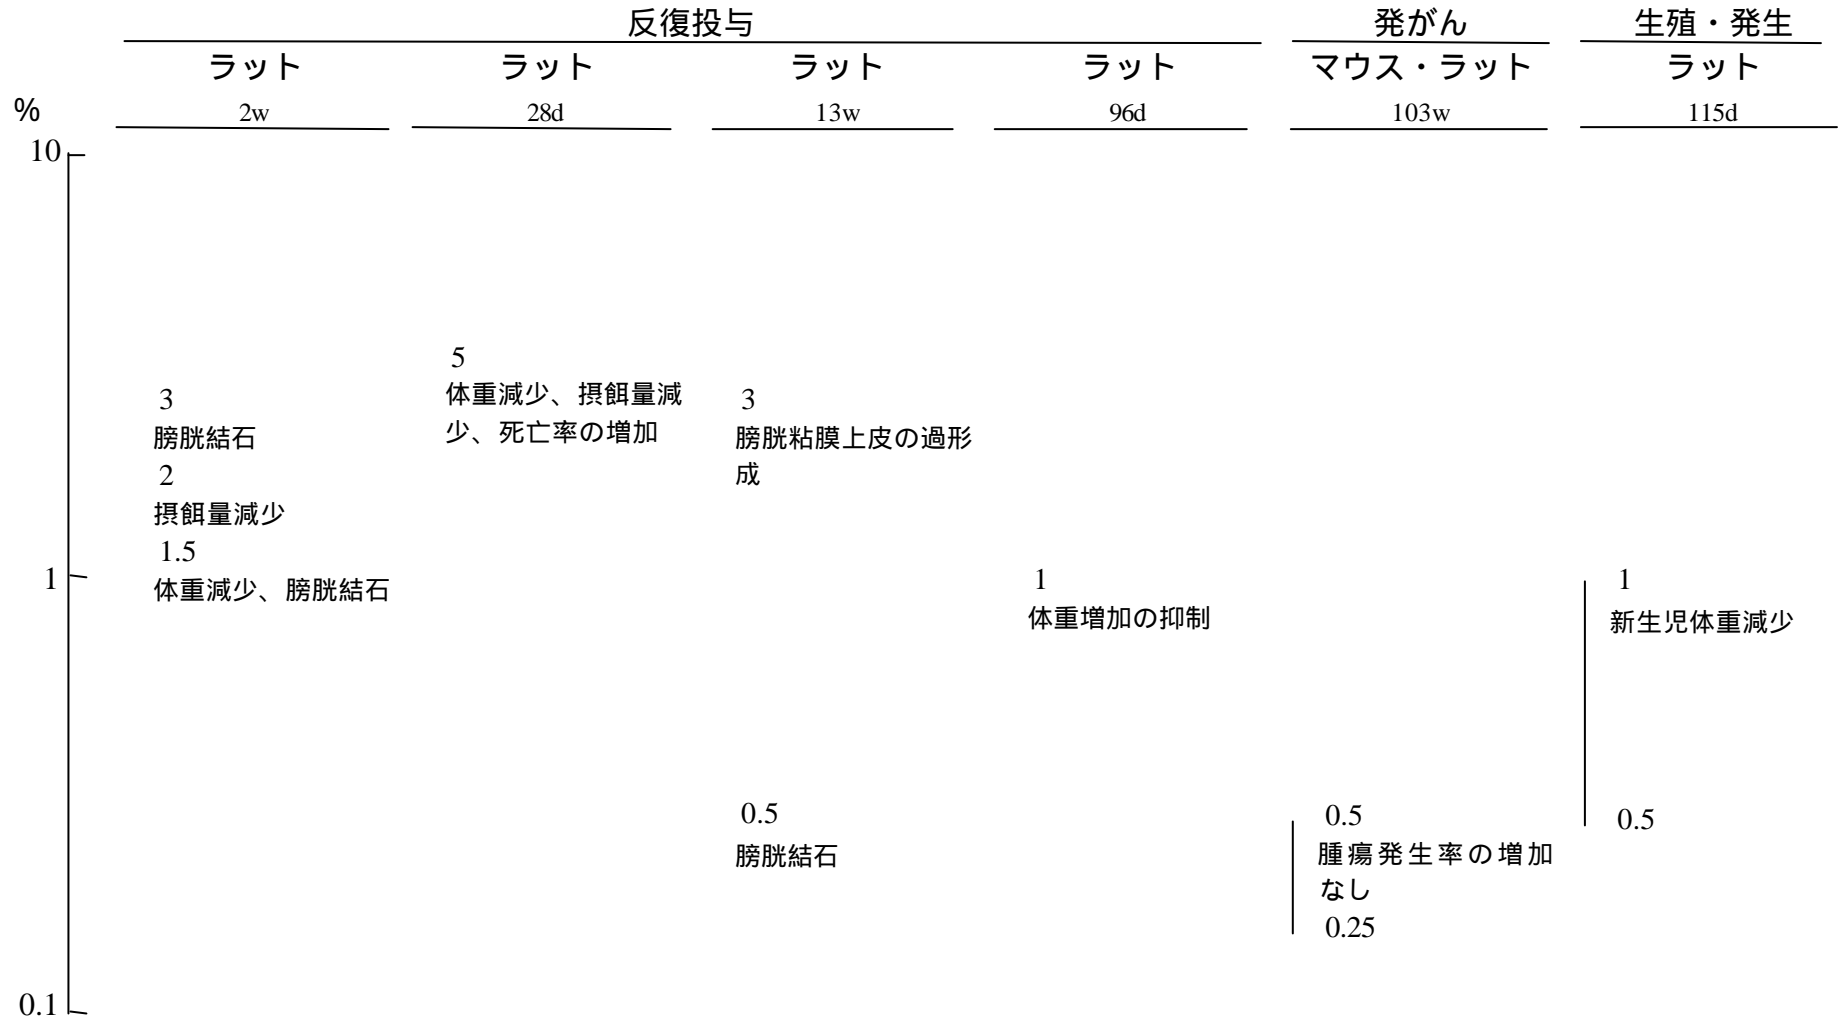 反復投与
発がん
生殖・発生
ラット
ラット
ラット
ラット
マウス・ラット
ラット
%
2w
28d
13w
96d
103w
115d
10
5
体重減少、摂餌量減
少、死亡率の増加
3
膀胱結石
2
摂餌量減少
1.5
体重減少、膀胱結石
3
膀胱粘膜上皮の過形
成
1
1
体重増加の抑制
1
新生児体重減少
0.5
膀胱結石
0.5
腫瘍発生率の増加
なし
0.25
0.5
0.1